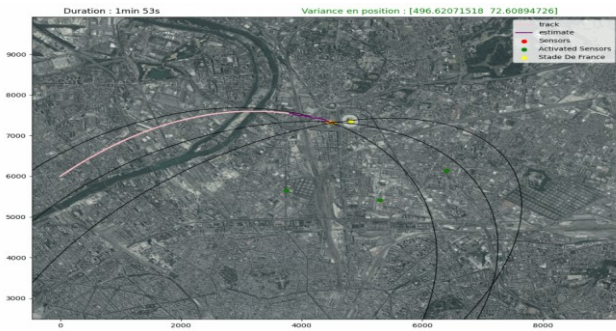 Duration : 1min 53s
Variance en position : [496.62071518 72.60894726]
track
estimate
Sensors
Activated Sensors
Stade De France
9000
8000
7000
6000
5000
4000
3000
0
2000
4000
6000
8000